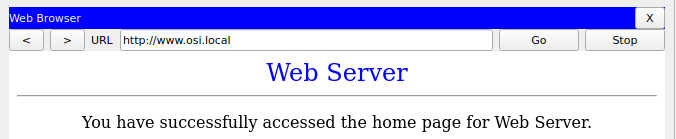 Web Browser X
< > URL http://www.osi.local Go Stop
Web Server
You have successfully accessed the home page for Web Server.